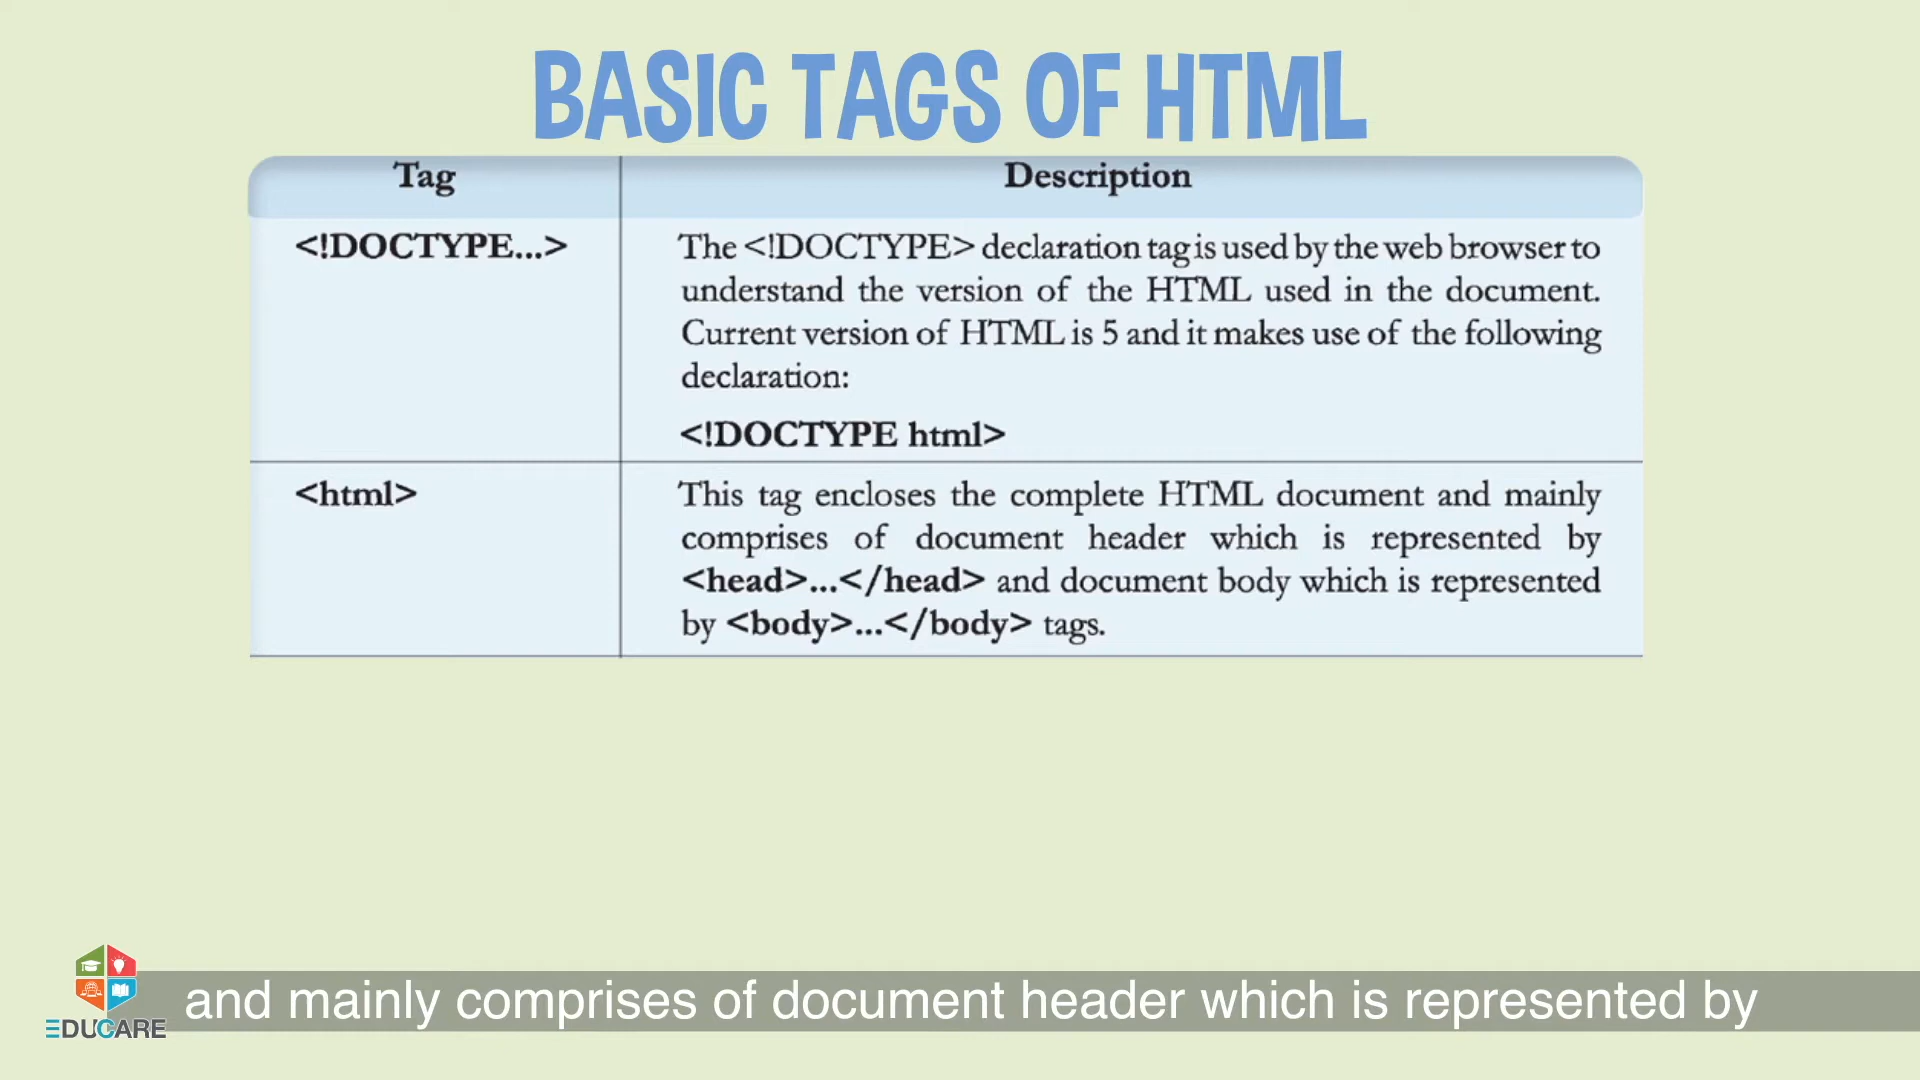 BASIC TAGS OF HTML
Tag Description
<!DOCTYPE...> The <!DOCTYPE> declaration tag is used by the web browser to
understand the version of the HTML used in the document.
Current version of HTML is 5 and it makes use of the following
declaration:
<!DOCTYPE html>
<html> This tag encloses the complete HTML document and mainly
comprises of document header which is represented by
<head>...</head> and document body which is represented
by <body>...</body> tags.
and mainly comprises of document header which is represented by
EDUCARE